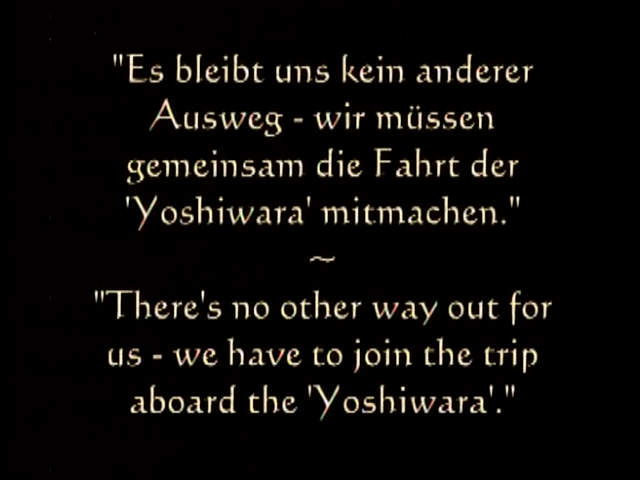 "Es bleibt uns kein anderer
Ausweg - wir müssen
gemeinsam die Fahrt der
'Yoshiwara' mitmachen."
~
"There's no other way out for
us - we have to join the trip
aboard the 'Yoshiwara'."